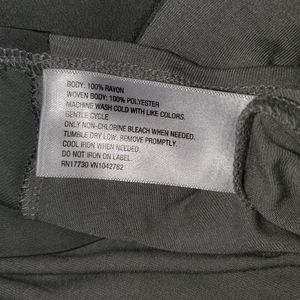 BODY: 100% RAYON
WOVEN BODY: 100% POLYESTER
MACHINE WASH COLD WITH LIKE COLORS.
GENTLE CYCLE
ONLY NON-CHLORINE BLEACH WHEN NEEDED.
TUMBLE DRY LOW. REMOVE PROMPTLY.
COOL IRON WHEN NEEDED.
DO NOT IRON ON LABEL.
RN17730 VN1042762